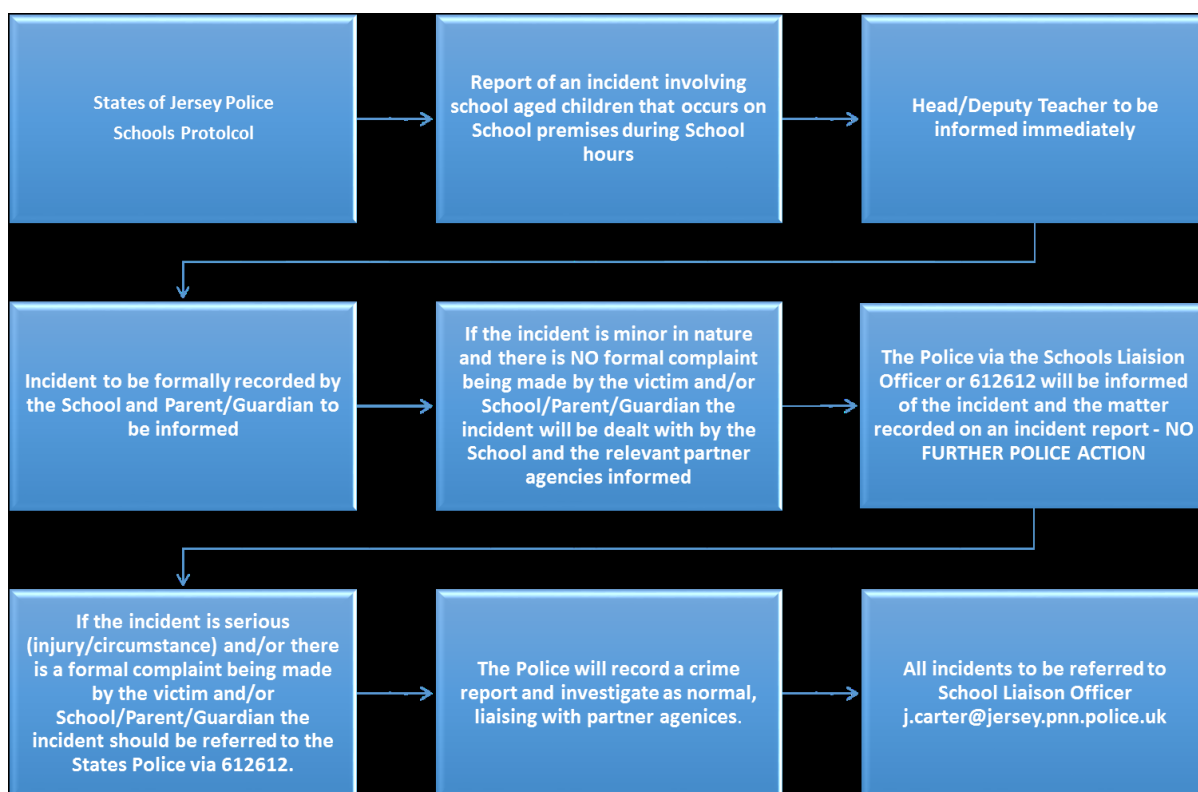 States of Jersey Police
Schools Protolcol
Report of an incident involving
school aged children that occurs on
School premises during School
hours
Head/Deputy Teacher to be
informed immediately
Incident to be formally recorded by
the School and Parent/Guardian to
be informed
If the incident is minor in nature
and there is NO formal complaint
being made by the victim and/or
School/Parent/Guardian the
incident will be dealt with by the
School and the relevant partner
agencies informed
The Police via the Schools Liaision
Officer or 612612 will be informed
of the incident and the matter
recorded on an incident report - NO
FURTHER POLICE ACTION
If the incident is serious
(injury/circumstance) and/or there
is a formal complaint being made
by the victim and/or
School/Parent/Guardian the
incident should be referred to the
States Police via 612612.
The Police will record a crime
report and investigate as normal,
liaising with partner agenices.
All incidents to be referred to
School Liaison Officer
j.carter@jersey.pnn.police.uk